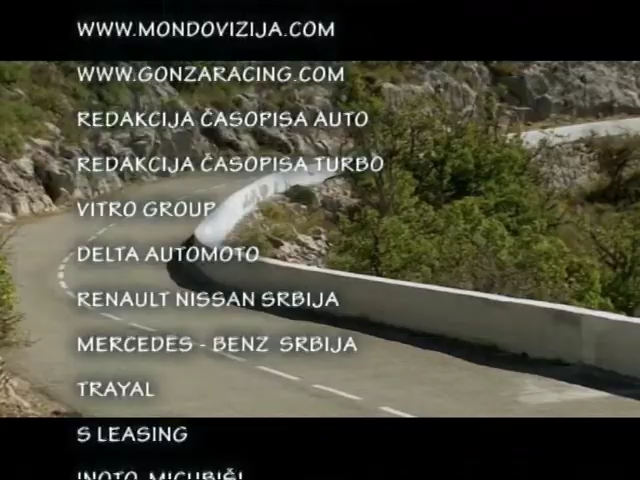 WWW.MONDOVIZIJA.COM
WWW.GONZARACING.COM
REDAKCIJA ČASOPISA AUTO
REDAKCIJA ČASOPISA TURBO
VITRO GROUP
DELTA AUTOMOTO
RENAULT NISSAN SRBIJA
MERCEDES - BENZ SRBIJA
TRAYAL
S LEASING